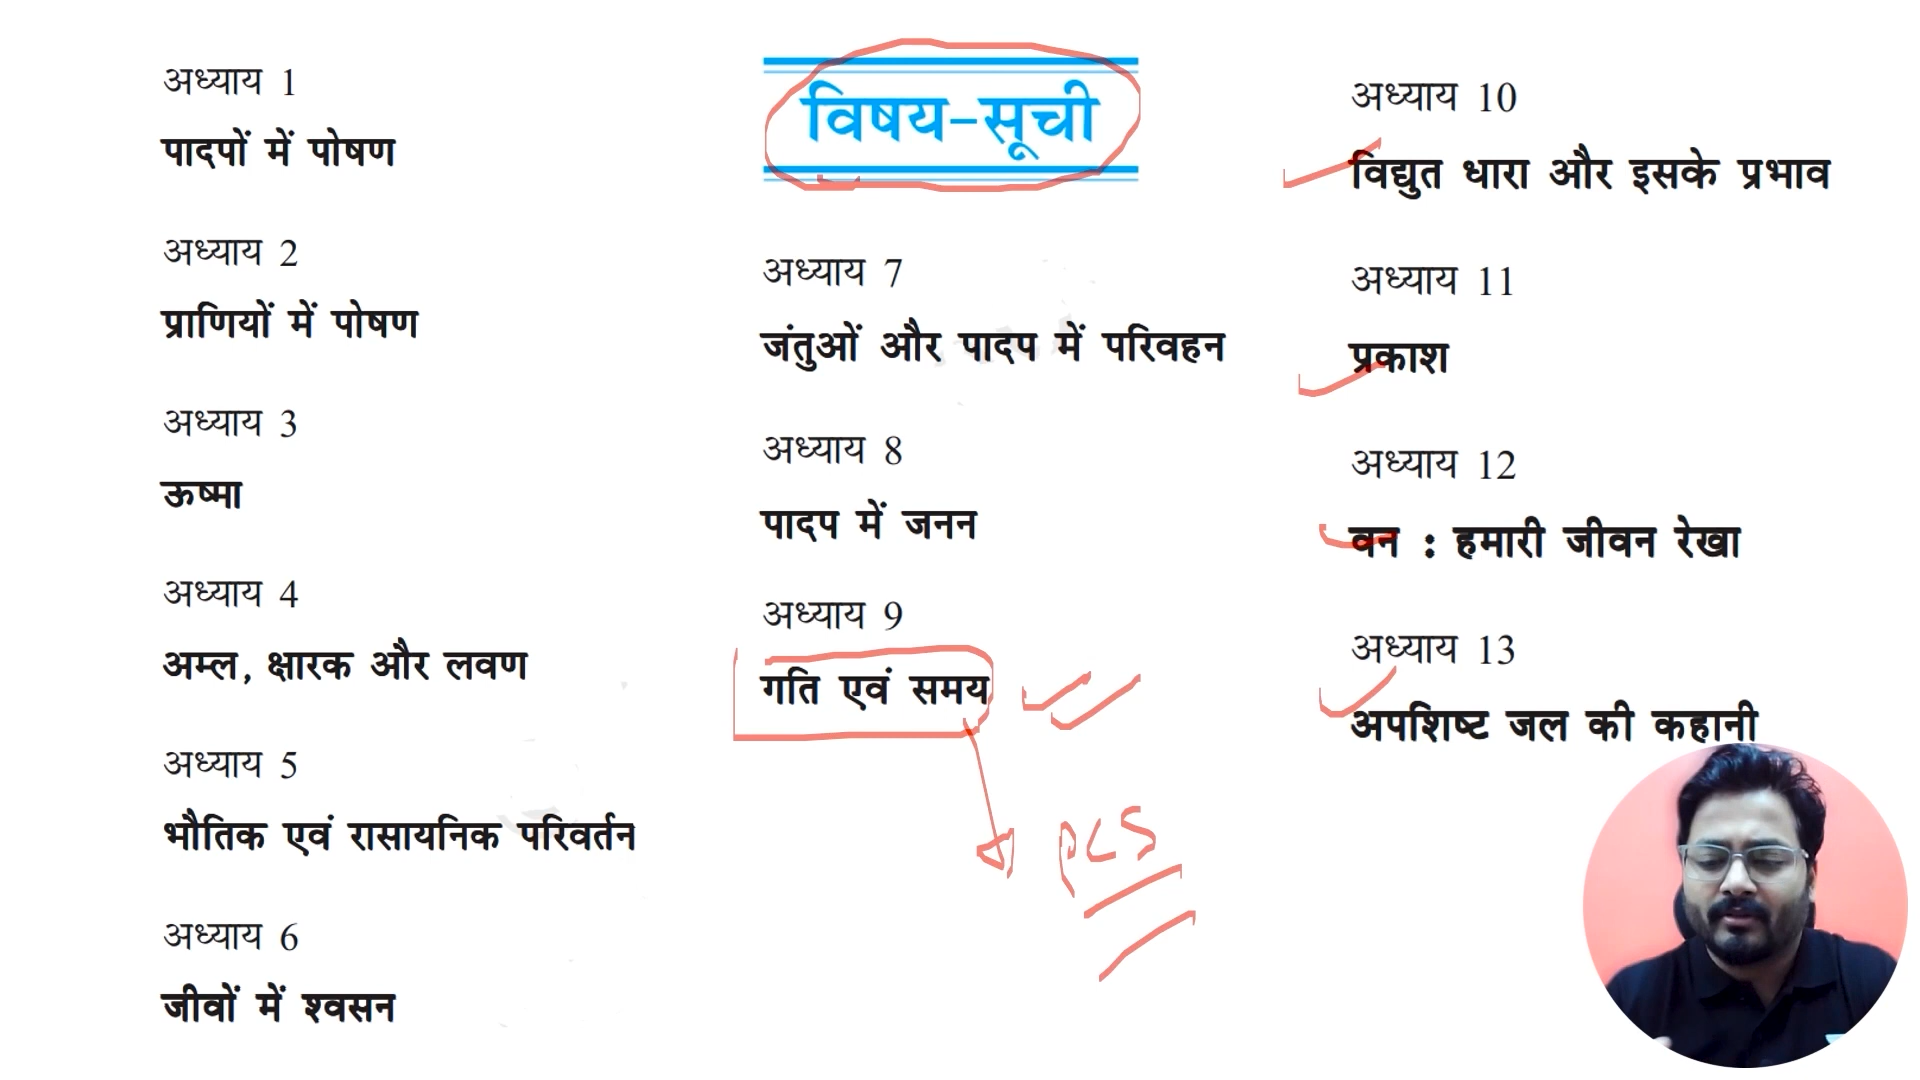 अध्याय 1
पादपों में पोषण
अध्याय 2
प्राणियों में पोषण
अध्याय 3
ऊष्मा
अध्याय 4
अम्ल, क्षारक और लवण
अध्याय 5
भौतिक एवं रासायनिक परिवर्तन
अध्याय 6
जीवों में श्वसन
विषय-सूची
अध्याय 7
जंतुओं और पादप में परिवहन
अध्याय 8
पादप में जनन
अध्याय 9
गति एवं समय
PCS
अध्याय 10
विद्युत धारा और इसके प्रभाव
अध्याय 11
प्रकाश
अध्याय 12
वन : हमारी जीवन रेखा
अध्याय 13
अपशिष्ट जल की कहानी